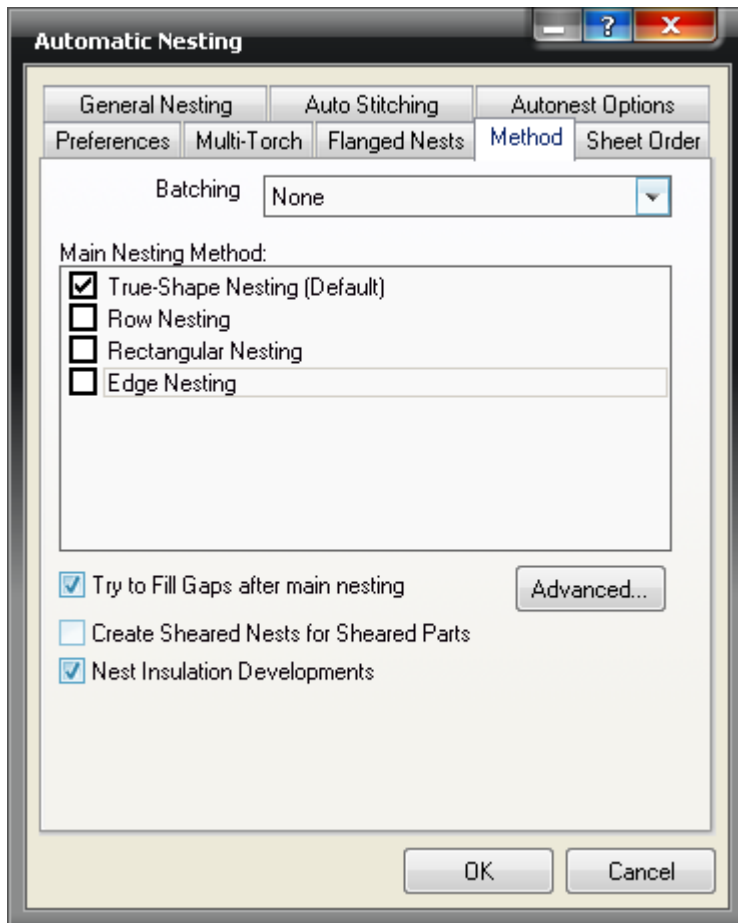 Automatic Nesting
General Nesting Auto Stitching Autonest Options
Preferences Multi-Torch Flanged Nests Method Sheet Order
Batching None
Main Nesting Method:
True-Shape Nesting (Default)
Row Nesting
Rectangular Nesting
Edge Nesting
Try to Fill Gaps after main nesting Advanced...
Create Sheared Nests for Sheared Parts
Nest Insulation Developments
OK Cancel